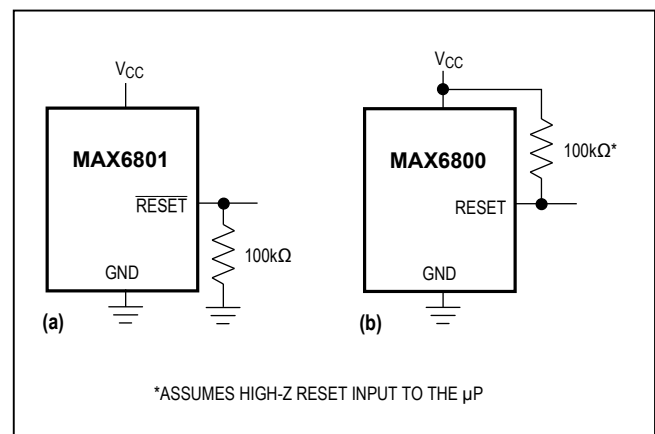 VCC
MAX6801
RESET
100kΩ
GND
(a)
VCC
MAX6800
100kΩ*
RESET
GND
(b)
*ASSUMES HIGH-Z RESET INPUT TO THE µP